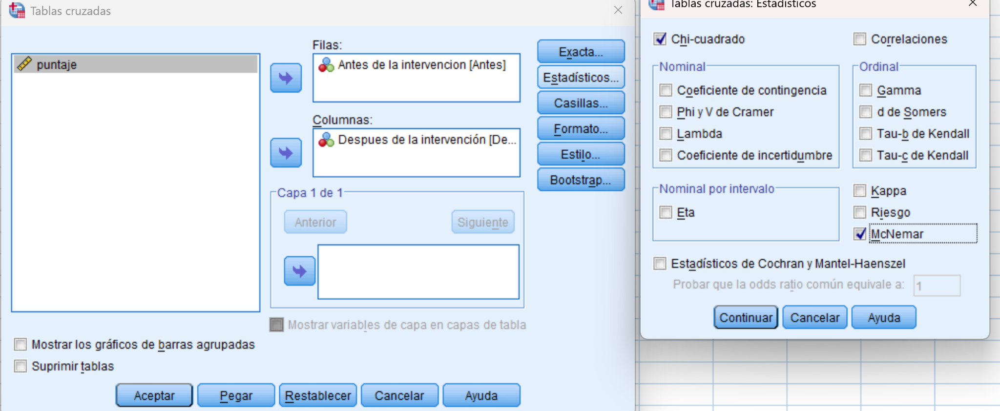 Tablas cruzadas
puntaje
Filas:
Antes de la intervencion [Antes]
Columnas:
Despues de la intervención [De...
Capa 1 de 1
Anterior
Siguiente
Mostrar variables de capa en capas de tabla
Mostrar los gráficos de barras agrupadas
Suprimir tablas
Aceptar
Pegar
Restablecer
Cancelar
Ayuda
Exacta...
Estadísticos...
Casillas...
Formato...
Estilo...
Bootstrap...
Tablas cruzadas: Estadísticos
Chi-cuadrado
Correlaciones
Nominal
Coeficiente de contingencia
Phi y V de Cramer
Lambda
Coeficiente de incertidumbre
Ordinal
Gamma
d de Somers
Tau-b de Kendall
Tau-c de Kendall
Nominal por intervalo
Eta
Kappa
Riesgo
McNemar
Estadísticos de Cochran y Mantel-Haenszel
Probar que la odds ratio común equivale a: 1
Continuar
Cancelar
Ayuda